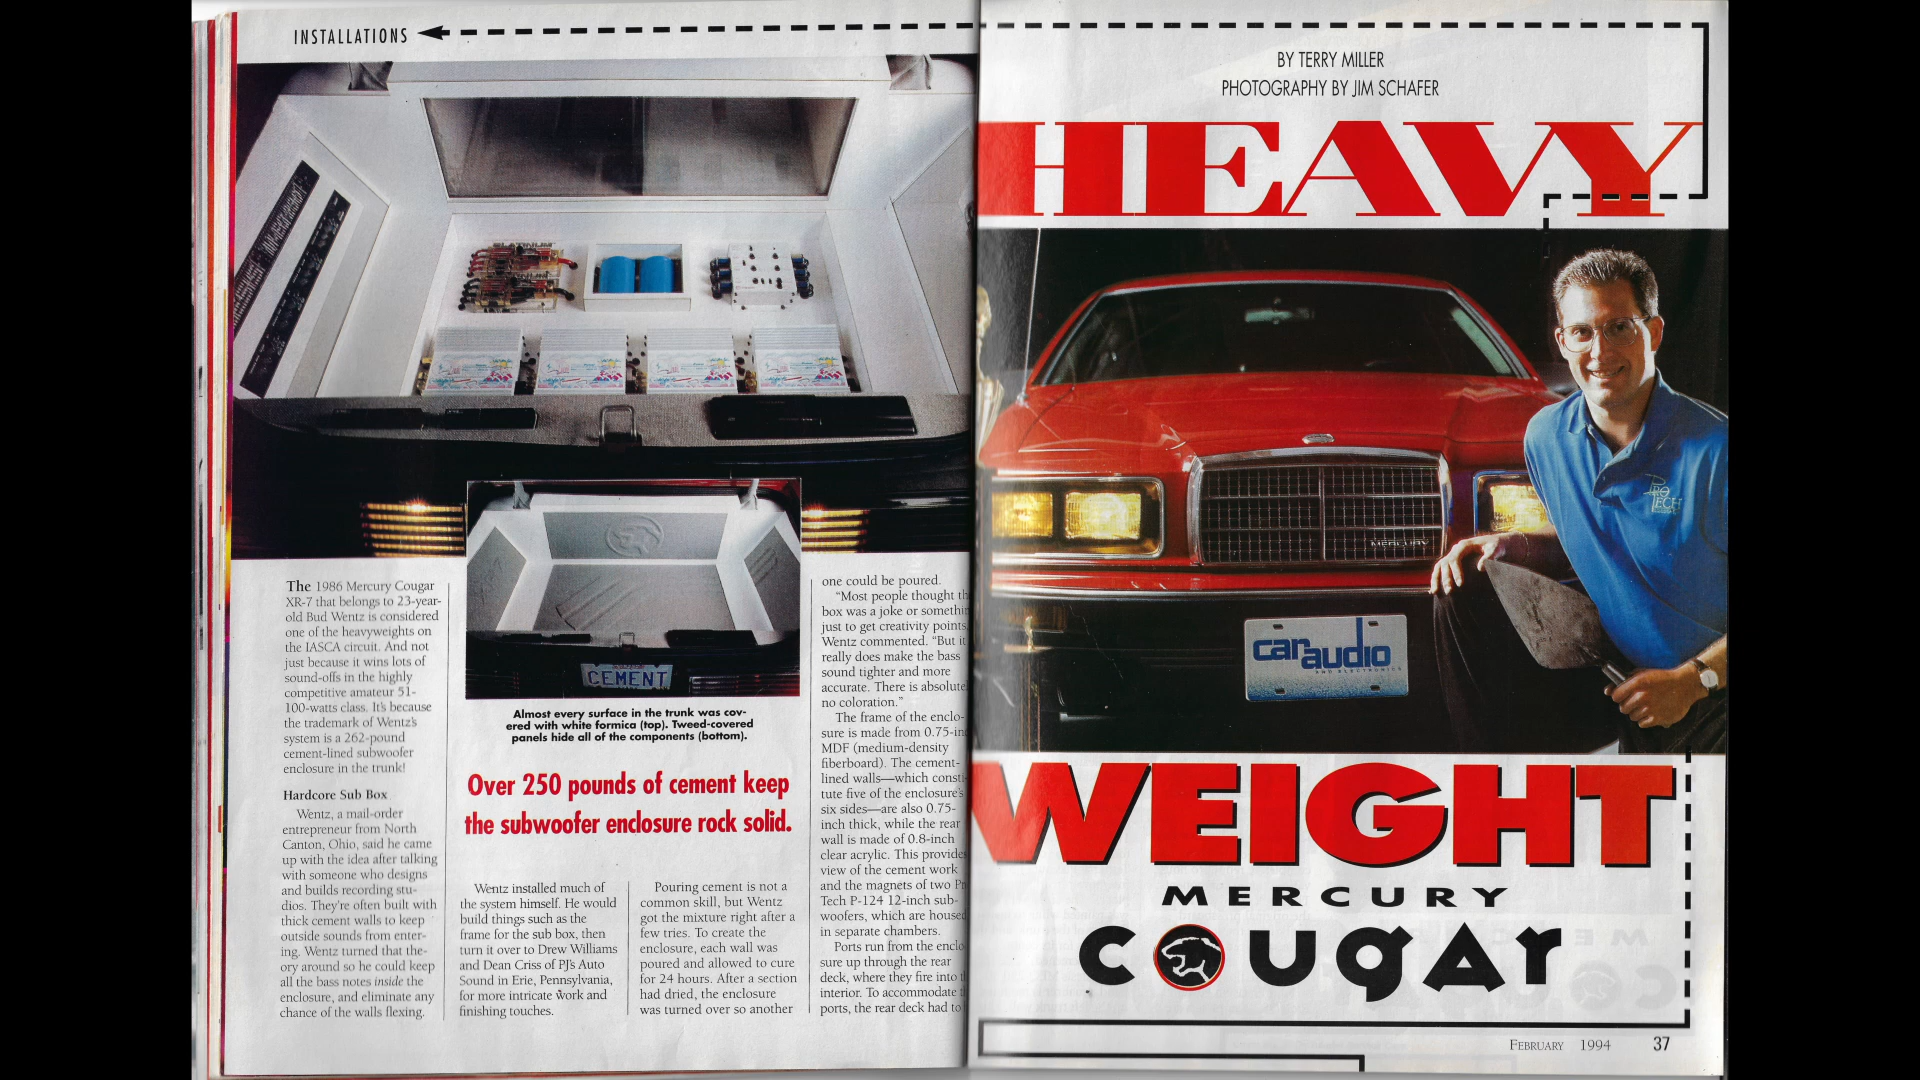 INSTALLATIONS
The 1986 Mercury Cougar
XR-7 that belongs to 23-year-
old Bud Wentz is considered
one of the heavyweights on
the IASCA circuit. And not
just because it wins lots of
sound-offs in the highly
competitive amateur 51-
100-watts class. It's because
the trademark of Wentz's
system is a 262-pound
cement-lined subwoofer
enclosure in the trunk!
Hardcore Sub Box
Wentz, a mail-order
entrepreneur from North
Canton, Ohio, said he came
up with the idea after talking
with someone who designs
and builds recording stu-
dios. They're often built with
thick cement walls to keep
outside sounds from enter-
ing. Wentz turned that the-
ory around so he could keep
all the bass notes inside the
enclosure, and eliminate any
chance of the walls flexing.
CEMENT
Almost every surface in the trunk was cov-
ered with white formica (top). Tweed-covered
panels hide all of the components (bottom).
Over 250 pounds of cement keep
the subwoofer enclosure rock solid.
Wentz installed much of
the system himself. He would
build things such as the
frame for the sub box, then
turn it over to Drew Williams
and Dean Criss of PJ's Auto
Sound in Erie, Pennsylvania,
for more intricate work and
finishing touches.
Pouring cement is not a
common skill, but Wentz
got the mixture right after a
few tries. To create the
enclosure, each wall was
poured and allowed to cure
for 24 hours. After a section
had dried, the enclosure
was turned over so another
one could be poured.
"Most people thought th
box was a joke or somethin
just to get creativity points,
Wentz commented. "But it
really does make the bass
sound tighter and more
accurate. There is absolute
no coloration."
The frame of the enclo-
sure is made from 0.75-in
MDF (medium-density
fiberboard). The cement-
lined walls—which consti-
tute five of the enclosure's
six sides—are also 0.75-
inch thick, while the rear
wall is made of 0.8-inch
clear acrylic. This provides
view of the cement work
and the magnets of two Pr
Tech P-124 12-inch sub-
woofers, which are housed
in separate chambers.
Ports run from the enclo
sure up through the rear
deck, where they fire into t
interior. To accommodate t
ports, the rear deck had to
BY TERRY MILLER
PHOTOGRAPHY BY JIM SCHAFER
HEAVY
MERCURY
PRO
TECH
car audio
AND ELECTRONICS
WEIGHT
MERCURY
COUGAR
FEBRUARY 1994 37